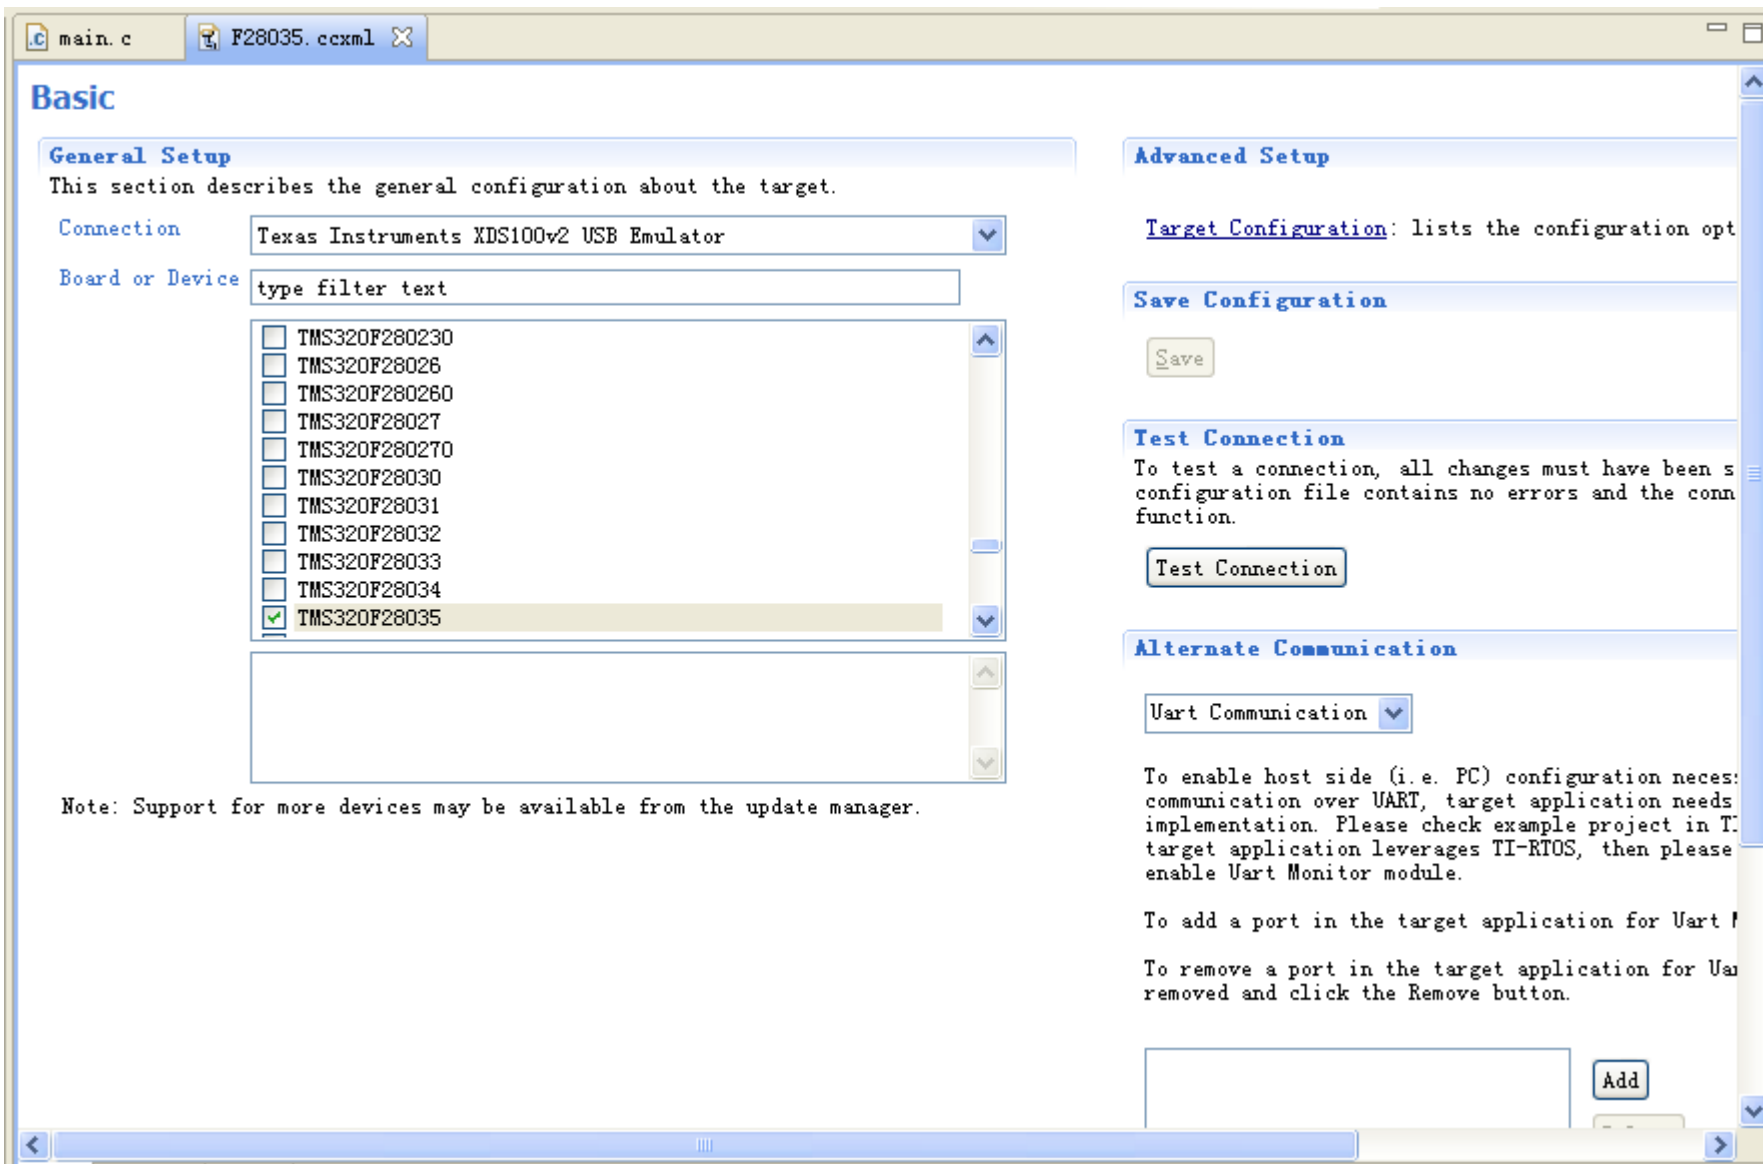 main.c
F28035.ccxml
Basic
General Setup
This section describes the general configuration about the target.
Connection
Texas Instruments XDS100v2 USB Emulator
Board or Device
type filter text
TMS320F280230
TMS320F28026
TMS320F280260
TMS320F28027
TMS320F280270
TMS320F28030
TMS320F28031
TMS320F28032
TMS320F28033
TMS320F28034
TMS320F28035
Note: Support for more devices may be available from the update manager.
Advanced Setup
Target Configuration: lists the configuration opt
Save Configuration
Save
Test Connection
To test a connection, all changes must have been s
configuration file contains no errors and the conn
function.
Test Connection
Alternate Communication
Uart Communication
To enable host side (i.e. PC) configuration neces
communication over UART, target application needs
implementation. Please check example project in TI
target application leverages TI-RTOS, then please
enable Uart Monitor module.
To add a port in the target application for Uart M
To remove a port in the target application for Uar
removed and click the Remove button.
Add